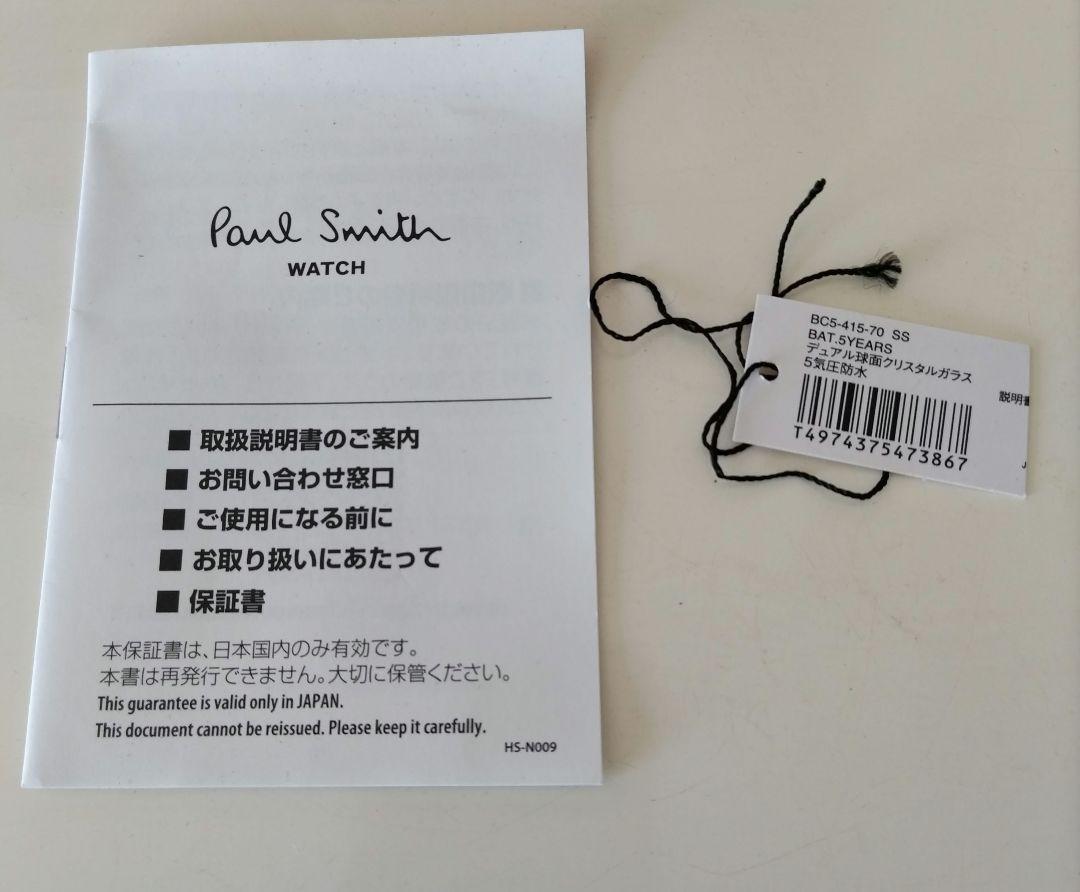 Paul Smith
WATCH
■ 取扱説明書のご案内
■ お問い合わせ窓口
■ ご使用になる前に
■ お取り扱いにあたって
■ 保証書
本保証書は、日本国内のみ有効です。
本書は再発行できません。大切に保管ください。
This guarantee is valid only in JAPAN.
This document cannot be reissued. Please keep it carefully.
HS-N009
BC5-415-70 SS
BAT.5YEARS
デュアル球面クリスタルガラス
5気圧防水
T4974375473867
説明書